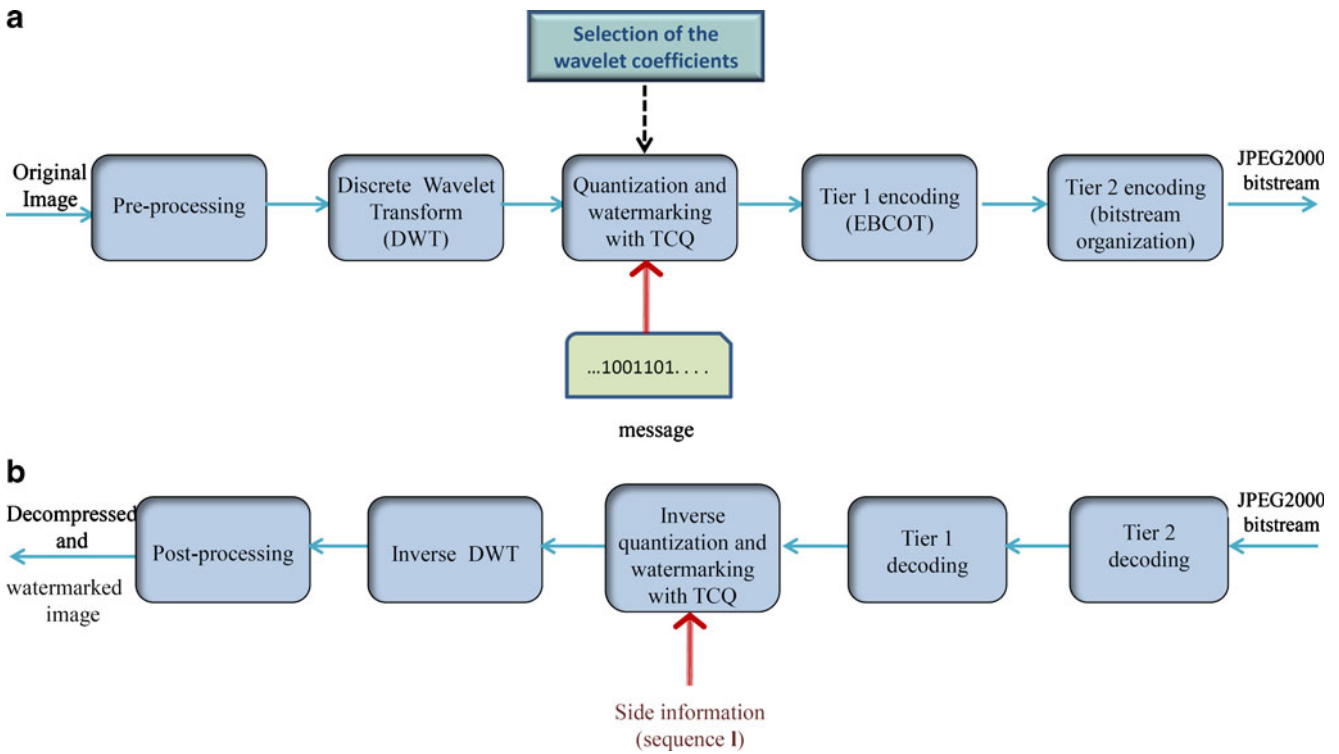 a
Selection of the
wavelet coefficients
Original
Image
Pre-processing
Discrete Wavelet
Transform
(DWT)
Quantization and
watermarking
with TCQ
Tier 1 encoding
(EBCOT)
Tier 2 encoding
(bitstream
organization)
JPEG2000
bitstream
...1001101. . . .
message
b
Decompressed
and
watermarked
image
Post-processing
Inverse DWT
Inverse
quantization and
watermarking
with TCQ
Tier 1
decoding
Tier 2
decoding
JPEG2000
bitstream
Side information
(sequence l)